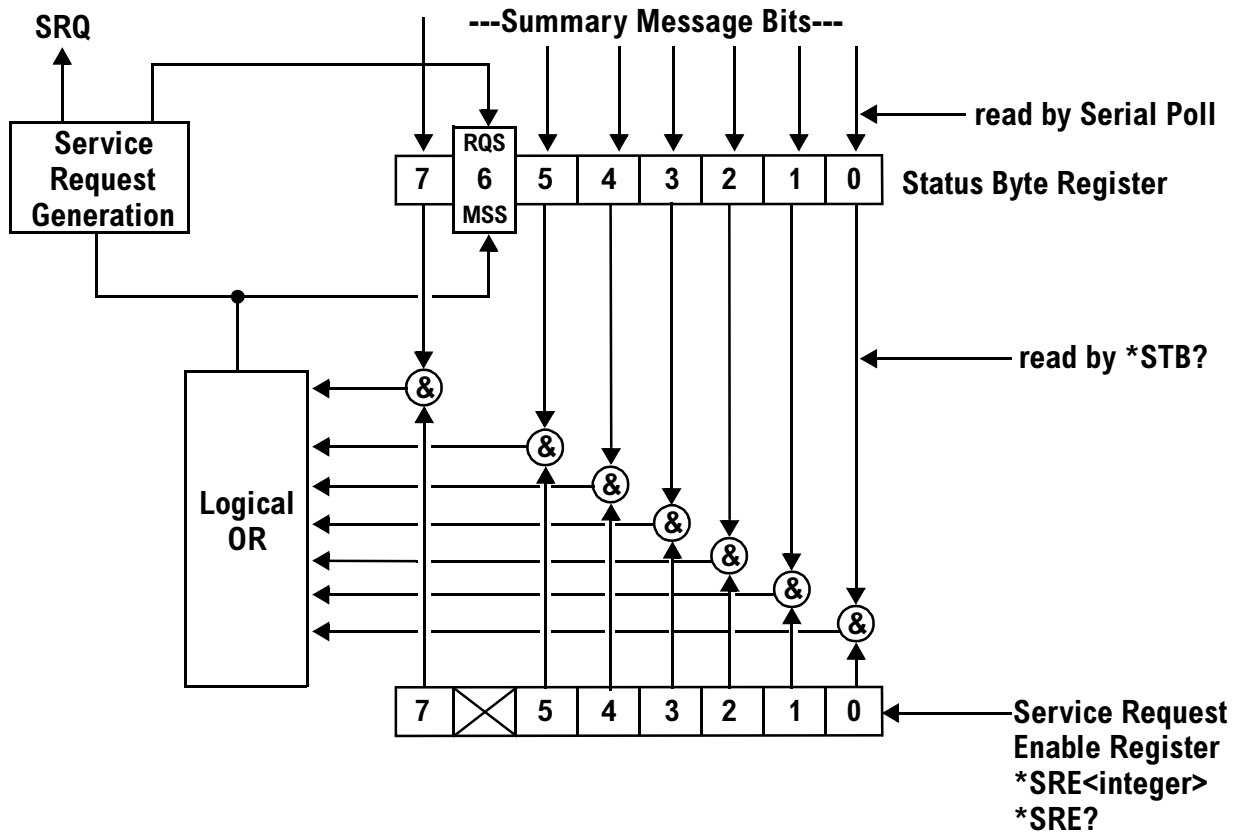 ---Summary Message Bits---
SRQ
read by Serial Poll
Service
Request
Generation
RQS
7 6 5 4 3 2 1 0
MSS
Status Byte Register
read by *STB?
&
&
&
&
&
&
&
Logical
OR
7 5 4 3 2 1 0
Service Request
Enable Register
*SRE<integer>
*SRE?